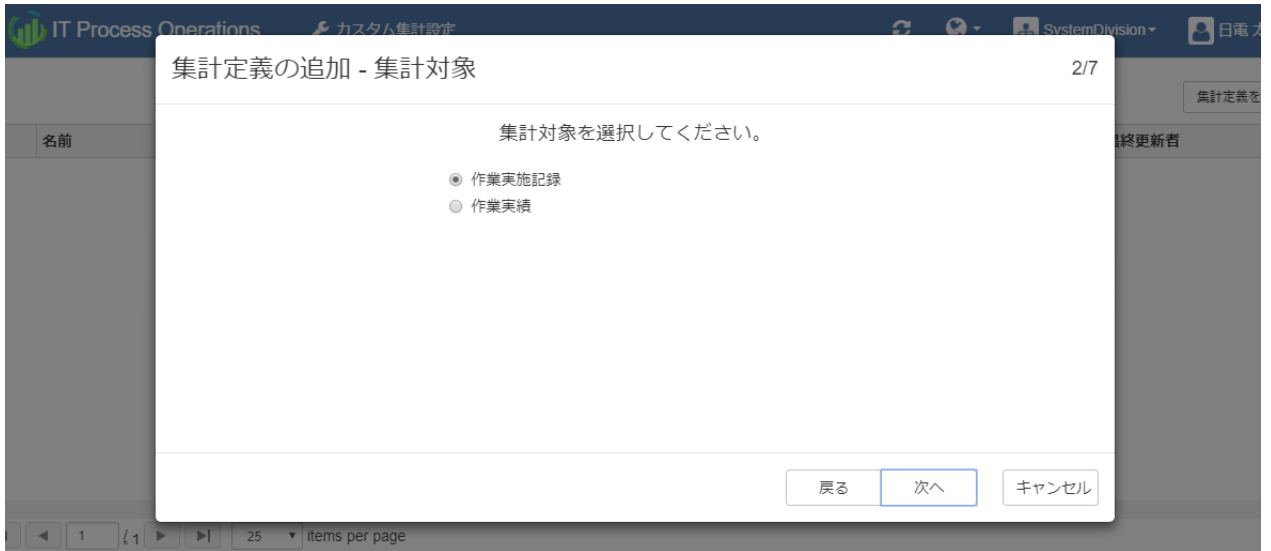 IT Process Operations カスタム集計設定 SystemDivision 日電 太
集計定義の追加 - 集計対象 2/7
集計定義を
名前 最終更新者
集計対象を選択してください。
作業実施記録
作業実績
戻る 次へ キャンセル
1 / 1 25 items per page